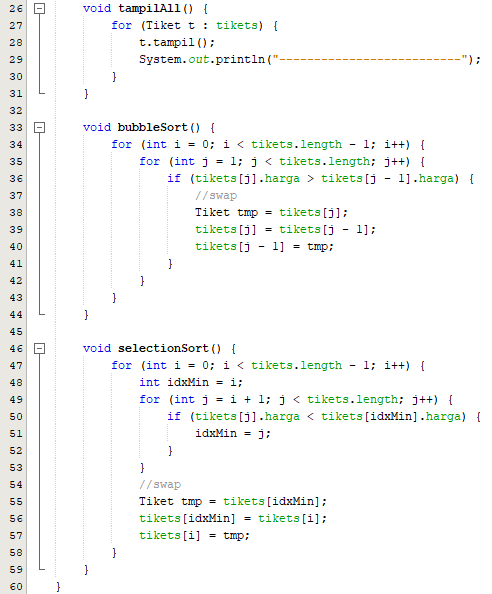 26 void tampilAll() {
27 for (Tiket t : tikets) {
28 t.tampil();
29 System.out.println("--------------------------");
30 }
31 }
32
33 void bubbleSort() {
34 for (int i = 0; i < tikets.length - 1; i++) {
35 for (int j = 1; j < tikets.length; j++) {
36 if (tikets[j].harga > tikets[j - 1].harga) {
37 //swap
38 Tiket tmp = tikets[j];
39 tikets[j] = tikets[j - 1];
40 tikets[j - 1] = tmp;
41 }
42 }
43 }
44 }
45
46 void selectionSort() {
47 for (int i = 0; i < tikets.length - 1; i++) {
48 int idxMin = i;
49 for (int j = i + 1; j < tikets.length; j++) {
50 if (tikets[j].harga < tikets[idxMin].harga) {
51 idxMin = j;
52 }
53 }
54 //swap
55 Tiket tmp = tikets[idxMin];
56 tikets[idxMin] = tikets[i];
57 tikets[i] = tmp;
58 }
59 }
60 }